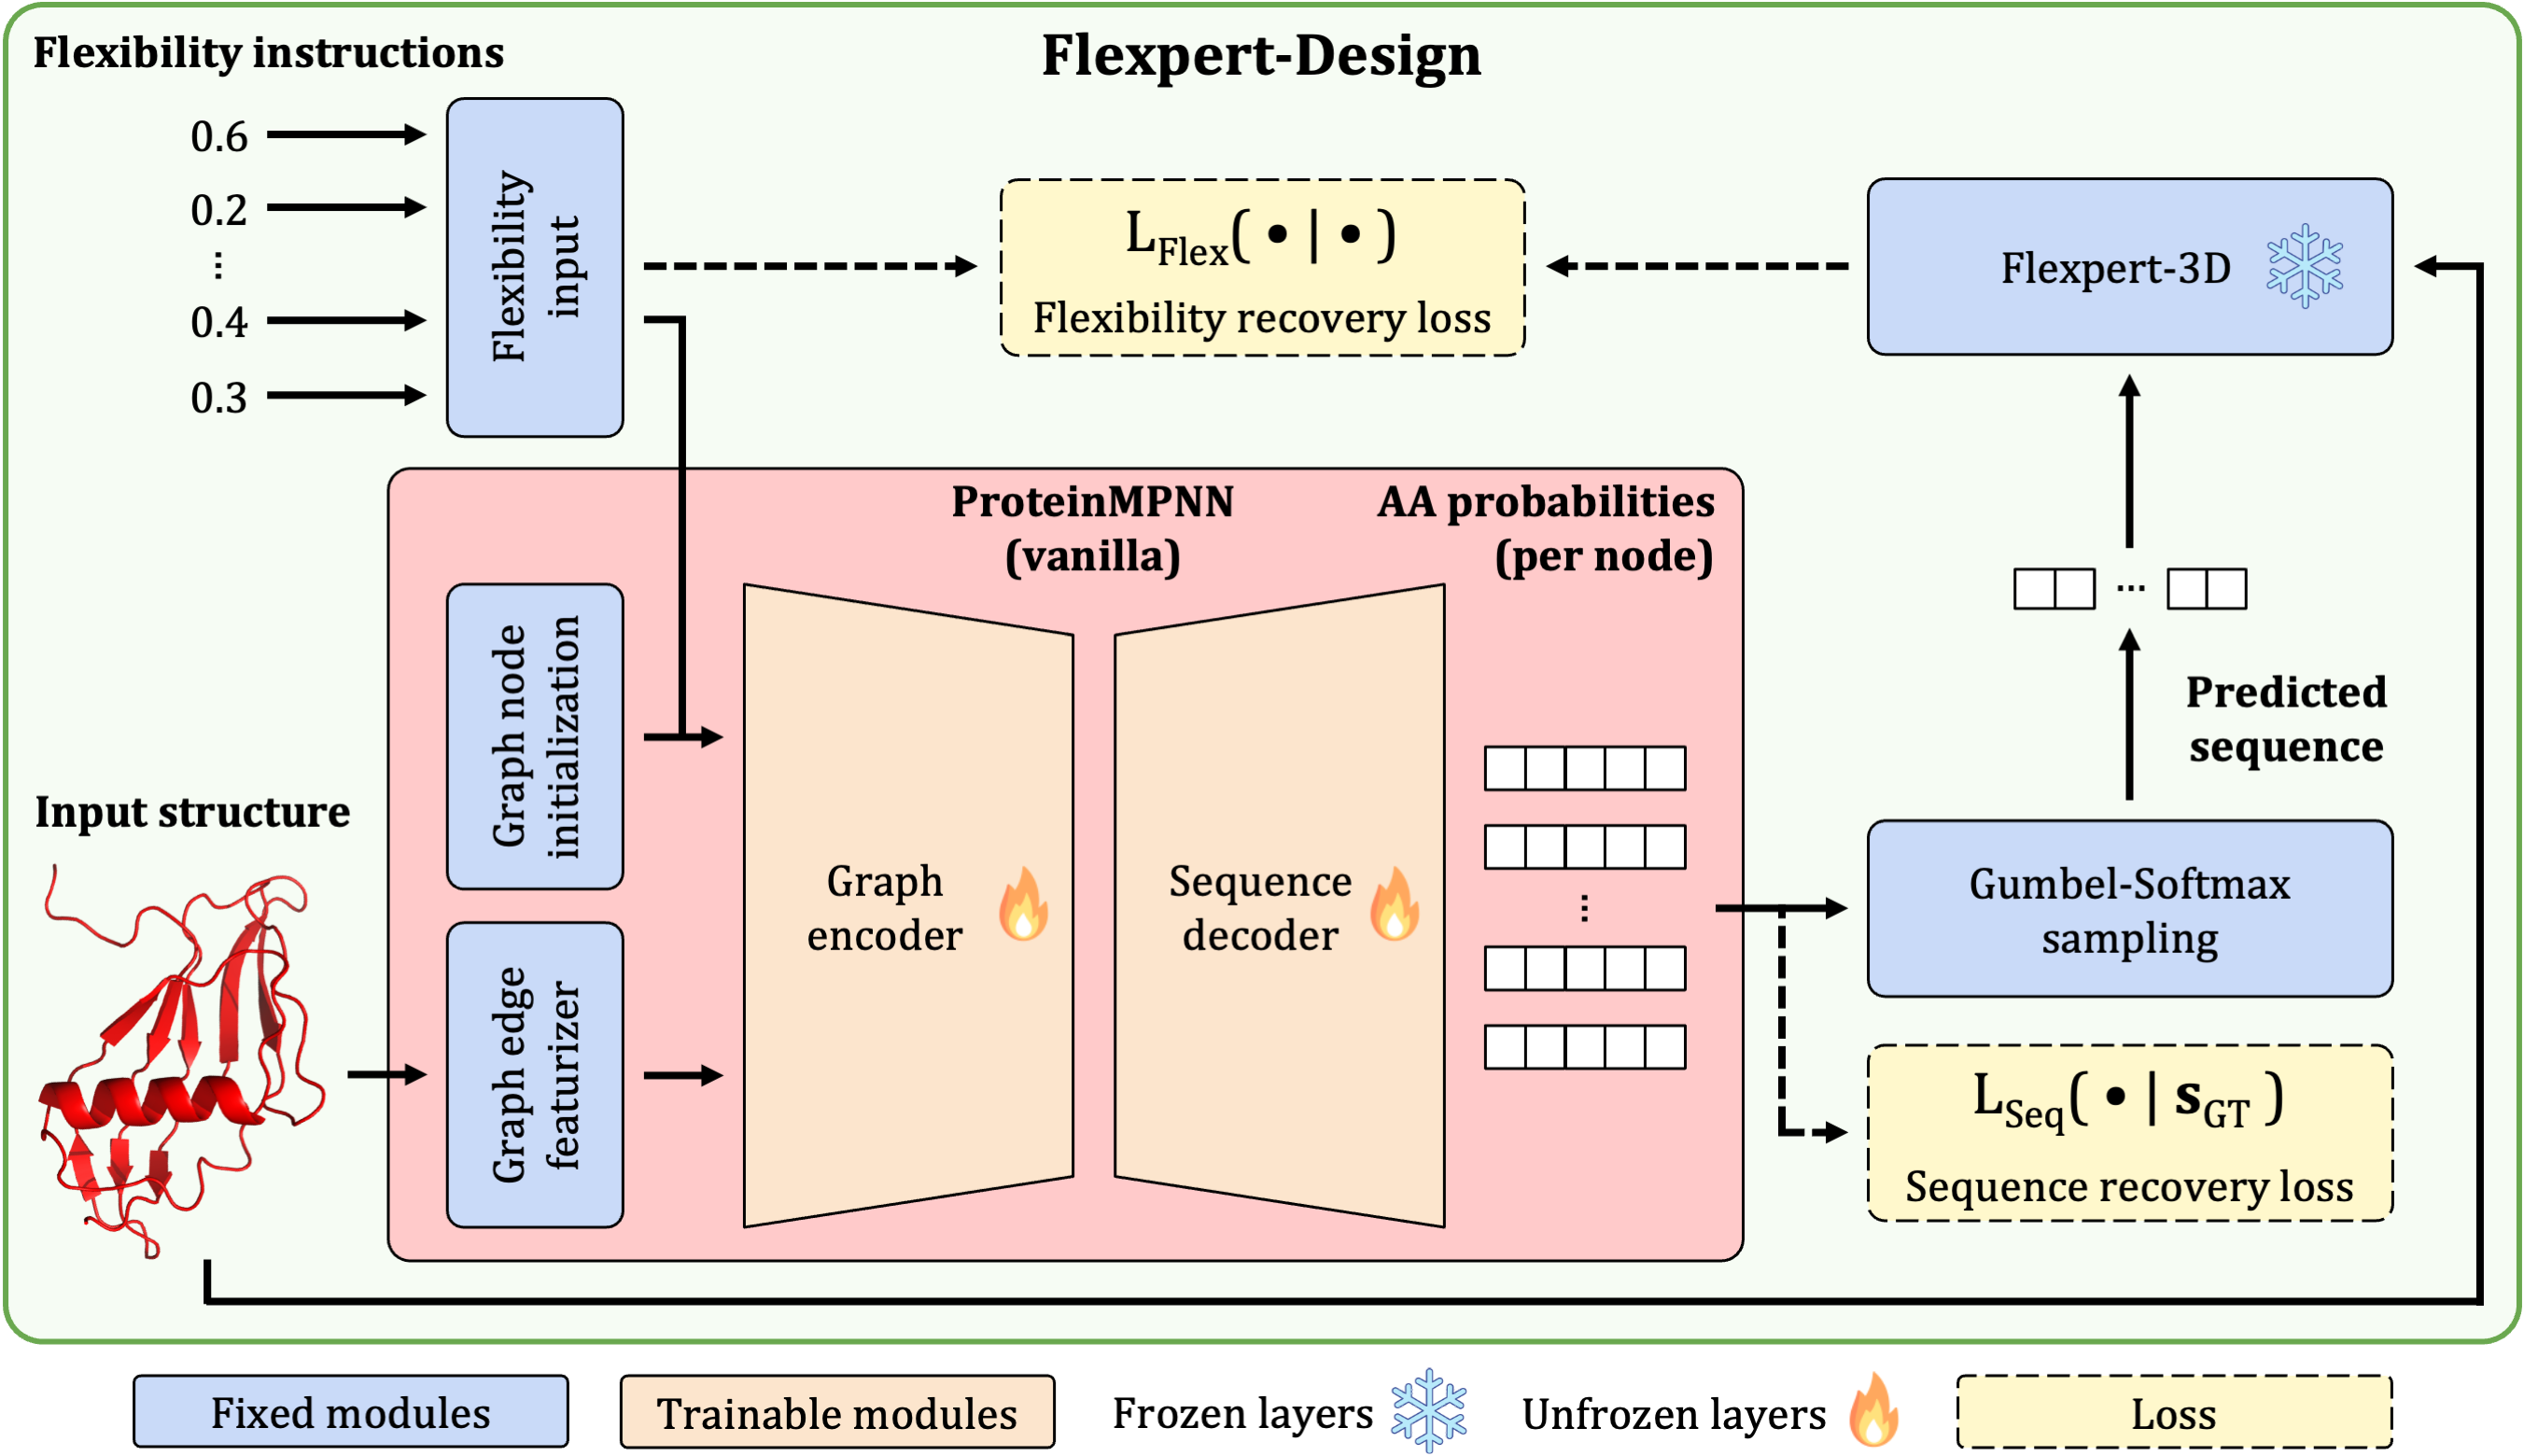 Flexpert-Design
Flexibility instructions
0.6
0.2
⋮
0.4
0.3
Flexibility
input
L_Flex( • | • )
Flexibility recovery loss
Flexpert-3D
ProteinMPNN
(vanilla)
AA probabilities
(per node)
Graph node
initialization
Graph edge
featurizer
Graph
encoder
Sequence
decoder
⋮
...
Predicted
sequence
Input structure
Gumbel-Softmax
sampling
L_Seq( • | s_GT )
Sequence recovery loss
Fixed modules
Trainable modules
Frozen layers
Unfrozen layers
Loss